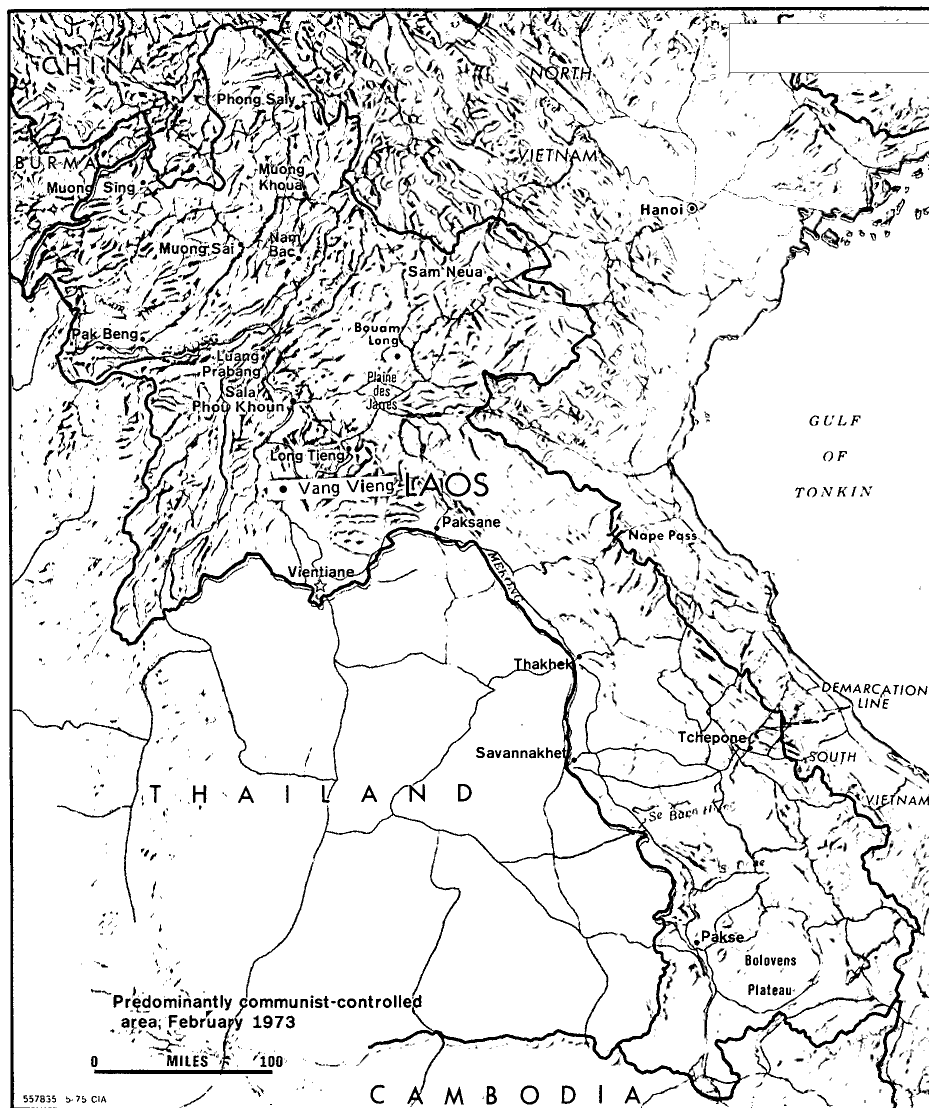 CHINA
NORTH
Phong Saly
BURMA
VIETNAM
Muong
Khoua
Muong Sing
Hanoi
Nam
Bac
Muong Sai
Sam Neua
Pak Beng
Bouam
Long
Luang
Prabang
Plaine
des
Jarres
Sala
Phou Khoun
GULF
OF
TONKIN
Long Tieng
Vang Vieng
LAOS
Paksane
Nape Pass
MEKONG
Vientiane
Thakhek
DEMARCATION
LINE
Tchepone
Savannakhet
SOUTH
THAILAND
VIETNAM
Se Bang Hieng
Pakse
Bolovens
Plateau
Predominantly communist-controlled
area, February 1973
0 MILES 100
CAMBODIA
557835 5-75 CIA